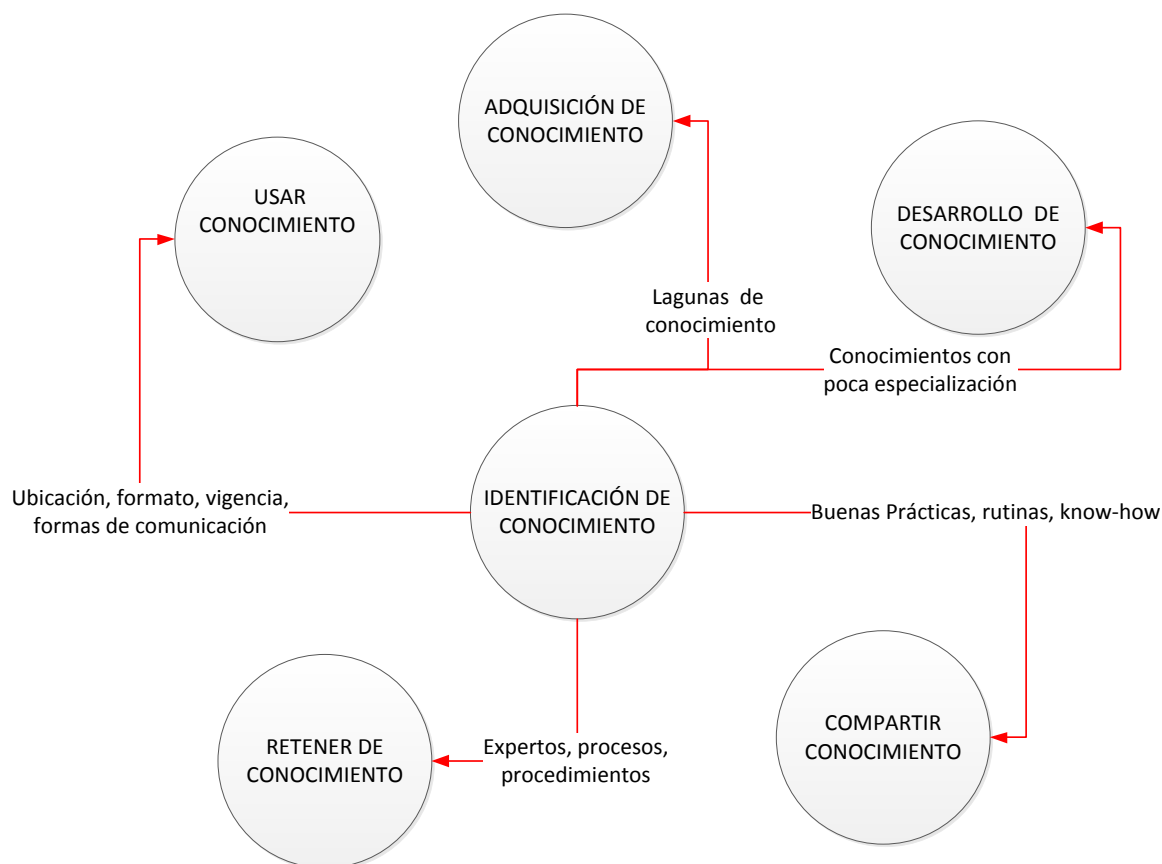 ADQUISICIÓN DE
CONOCIMIENTO
USAR
CONOCIMIENTO
DESARROLLO DE
CONOCIMIENTO
Lagunas de
conocimiento
Conocimientos con
poca especialización
Ubicación, formato, vigencia,
formas de comunicación
IDENTIFICACIÓN DE
CONOCIMIENTO
Buenas Prácticas, rutinas, know-how
RETENER DE
CONOCIMIENTO
Expertos, procesos,
procedimientos
COMPARTIR
CONOCIMIENTO